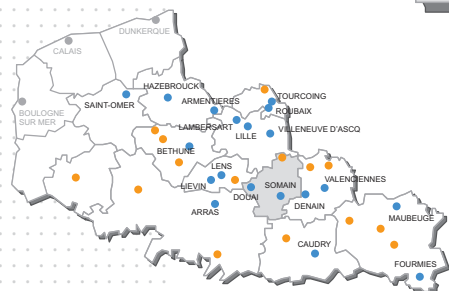 DUNKERQUE
CALAIS
HAZEBROUCK
SAINT-OMER
ARMENTIERES
TOURCOING
BOULOGNE
SUR MER
ROUBAIX
LAMBERSART
LILLE
VILLENEUVE D'ASCQ
BETHUNE
LENS
LIEVIN
SOMAIN
VALENCIENNES
DOUAI
ARRAS
DENAIN
MAUBEUGE
CAUDRY
FOURMIES